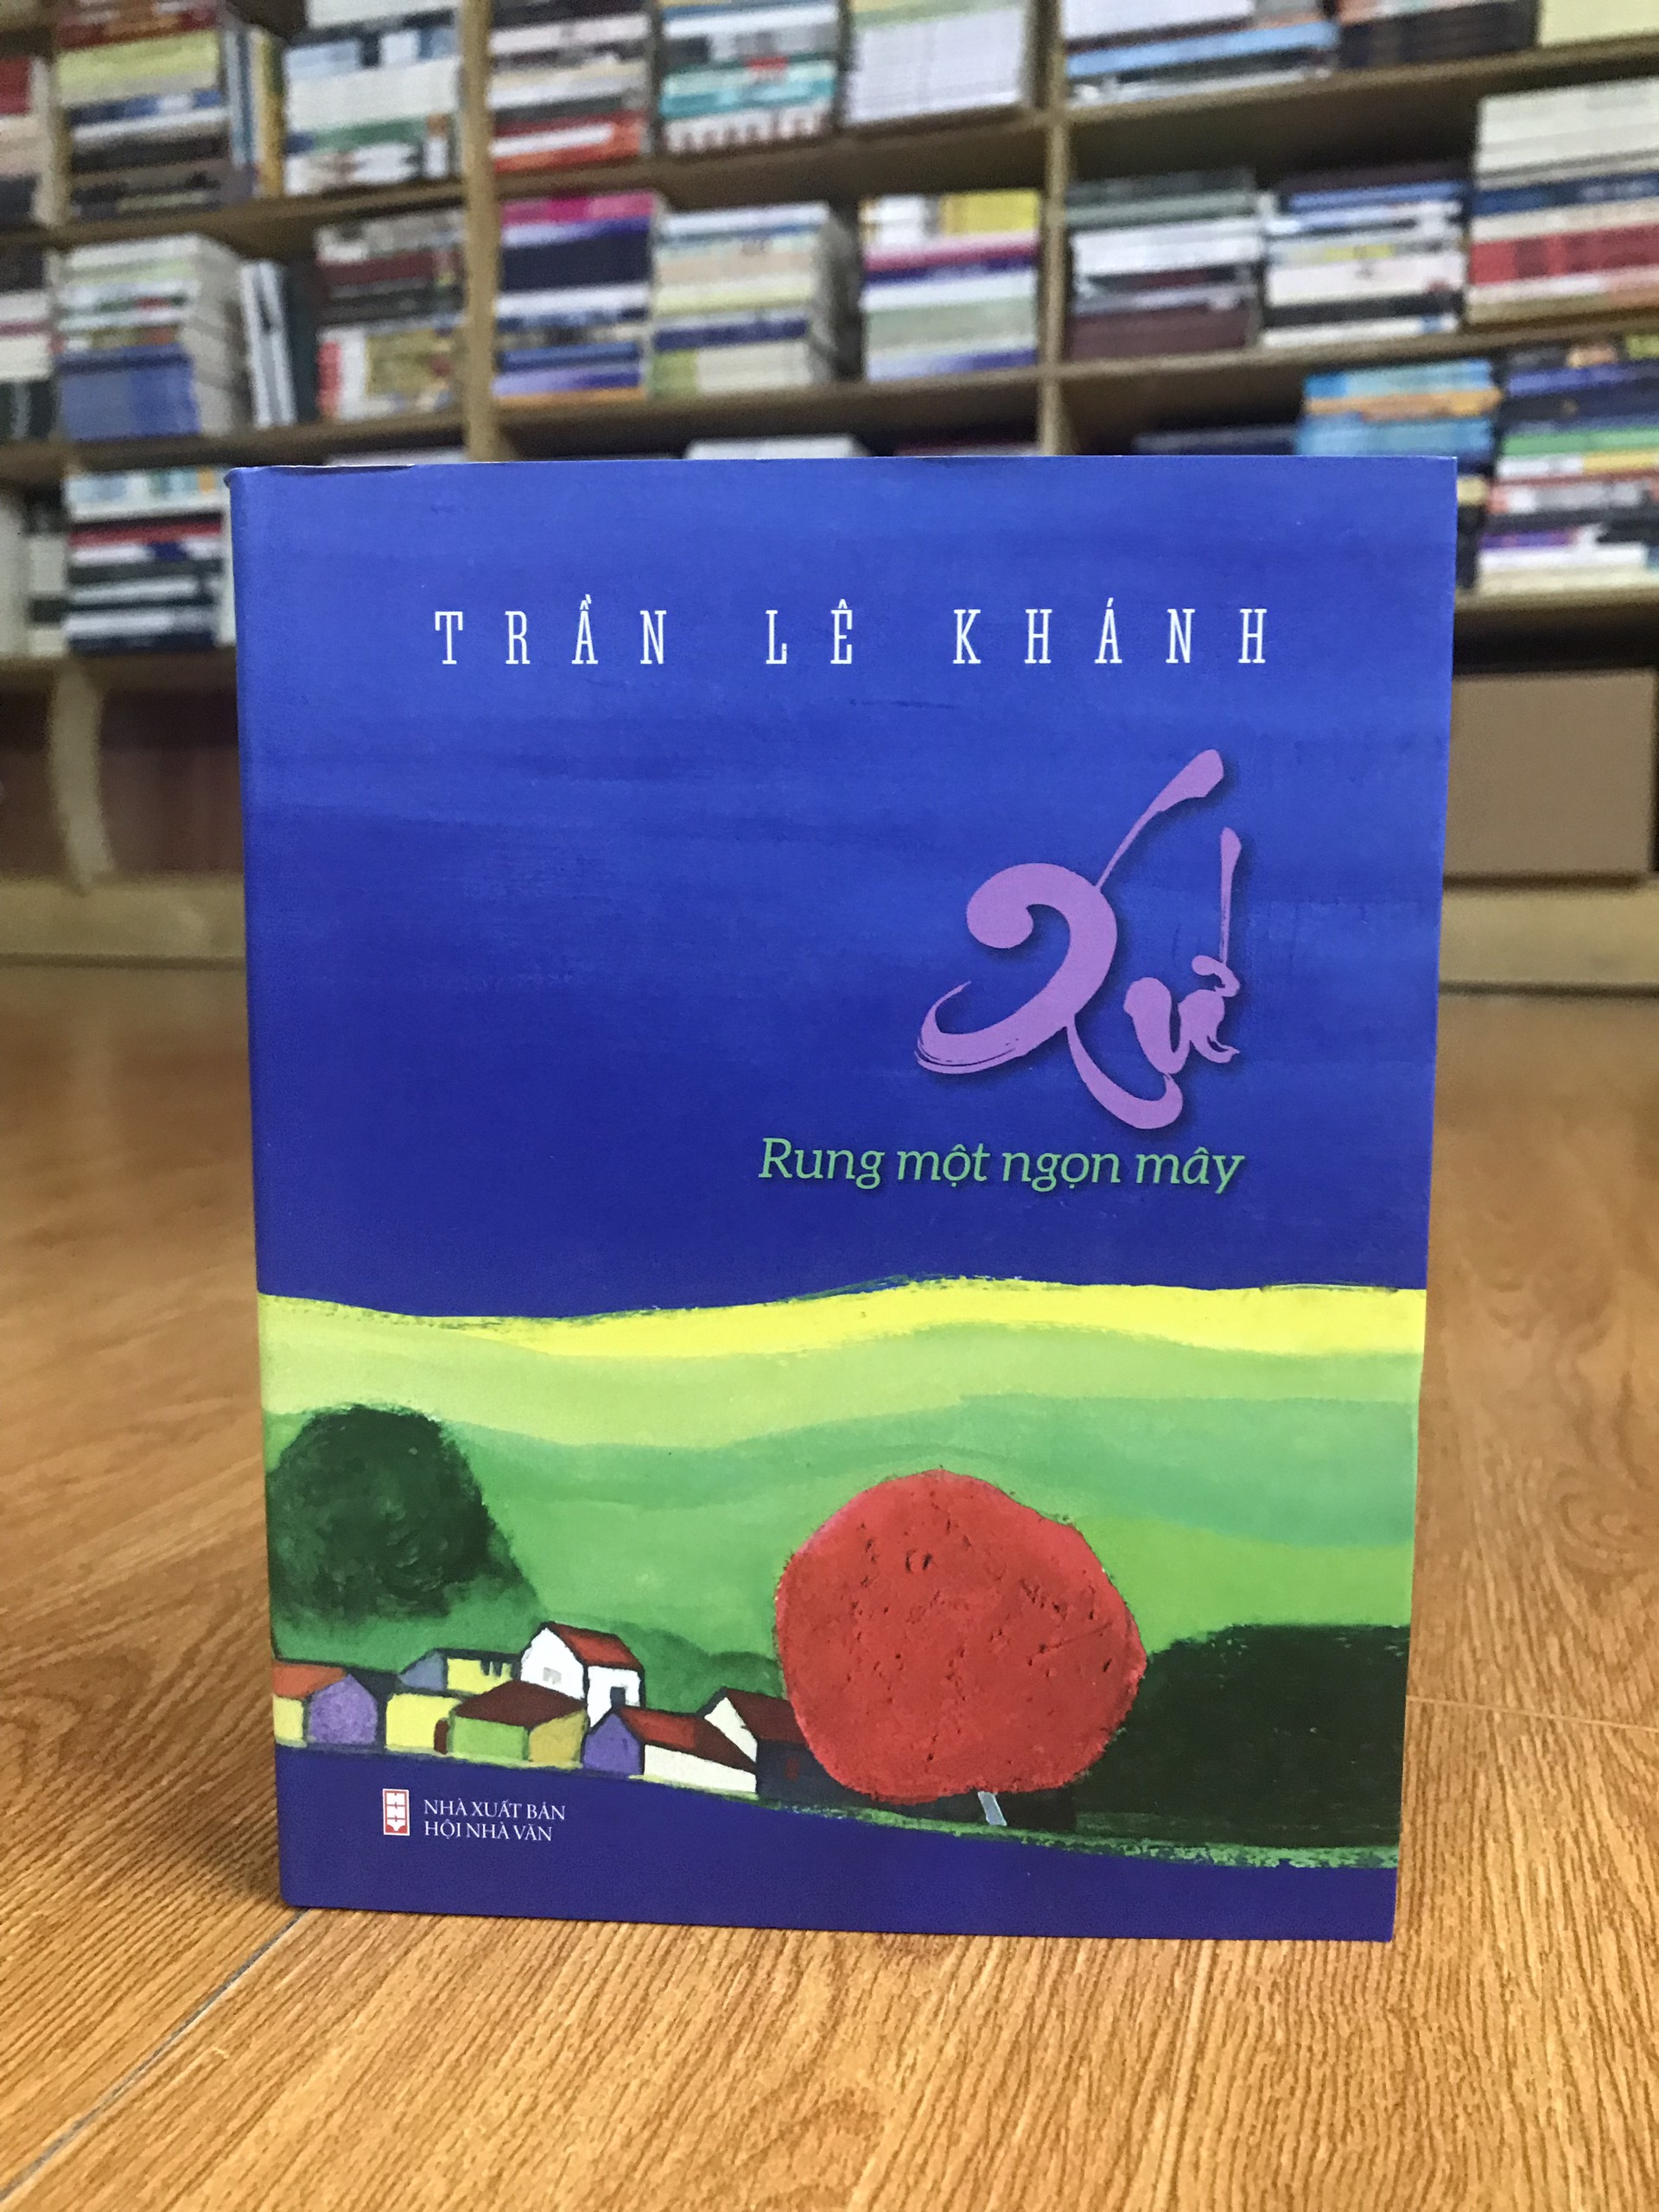 TRẦN LÊ KHÁNH
Xứ
Rung một ngọn mây
NHÀ XUẤT BẢN
HỘI NHÀ VĂN